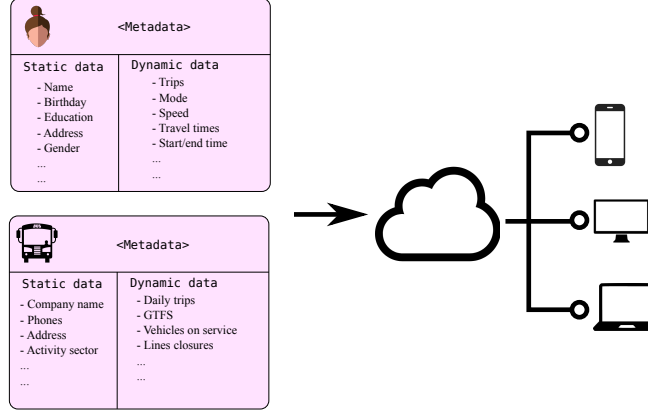 <Metadata>
Static data
- Name
- Birthday
- Education
- Address
- Gender
...
...
Dynamic data
- Trips
- Mode
- Speed
- Travel times
- Start/end time
...
...
<Metadata>
Static data
- Company name
- Phones
- Address
- Activity sector
...
...
Dynamic data
- Daily trips
- GTFS
- Vehicles on service
- Lines closures
...
...